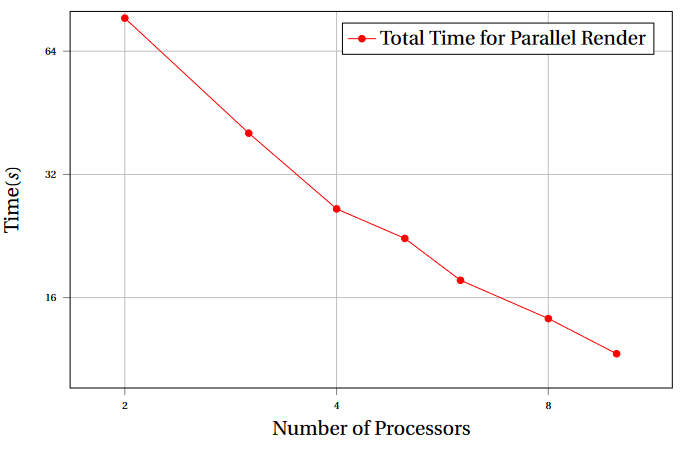 Total Time for Parallel Render
64
32
16
Time(s)
2 4 8
Number of Processors